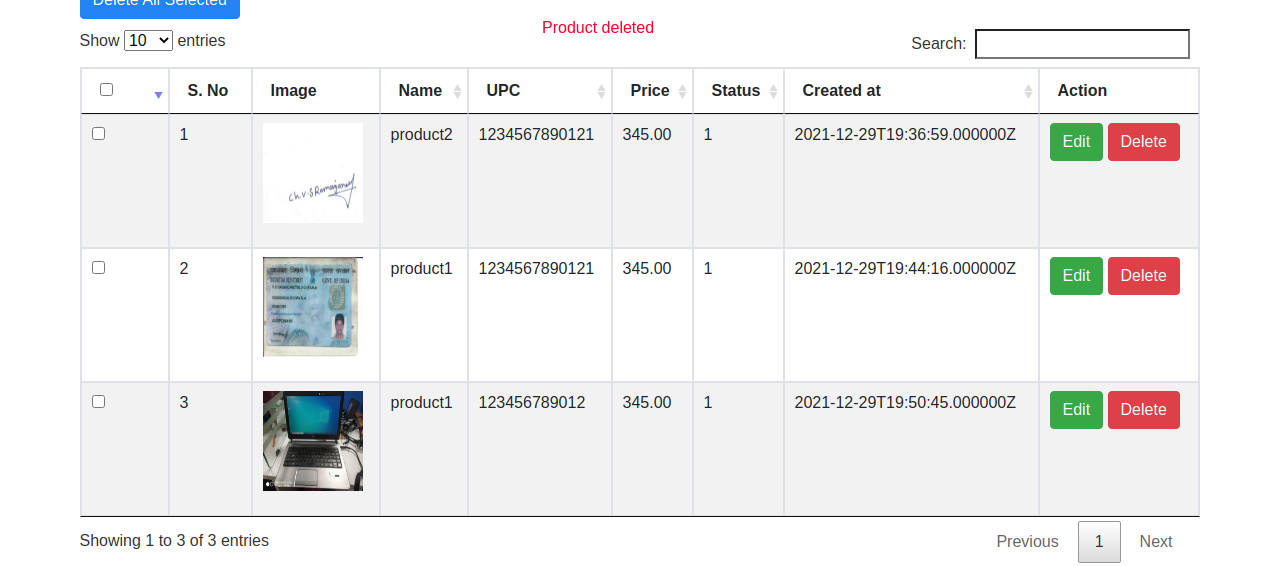 Delete All Selected
Product deleted
Show 10 entries
Search:
S. No Image Name UPC Price Status Created at Action
1 product2 1234567890121 345.00 1 2021-12-29T19:36:59.000000Z Edit Delete
2 product1 1234567890121 345.00 1 2021-12-29T19:44:16.000000Z Edit Delete
3 product1 123456789012 345.00 1 2021-12-29T19:50:45.000000Z Edit Delete
Showing 1 to 3 of 3 entries
Previous 1 Next